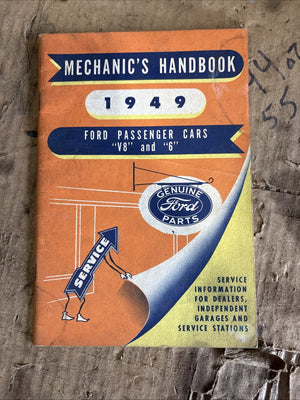 MECHANIC'S HANDBOOK
1949
FORD PASSENGER CARS
"V8" and "6"
GENUINE
Ford
PARTS
SERVICE
SERVICE
INFORMATION
FOR DEALERS,
INDEPENDENT
GARAGES AND
SERVICE STATIONS